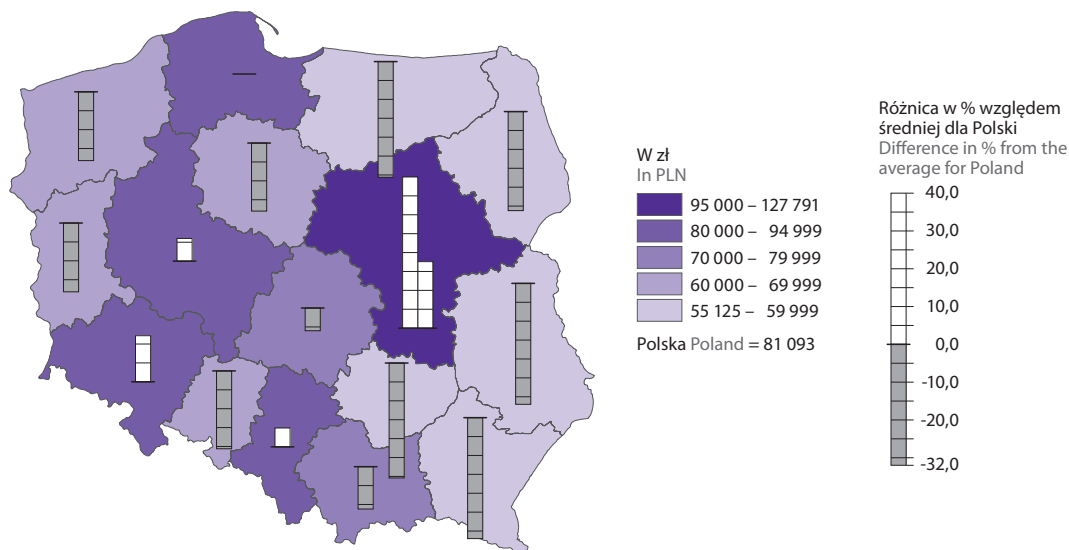 W zł
In PLN
95 000 – 127 791
80 000 – 94 999
70 000 – 79 999
60 000 – 69 999
55 125 – 59 999
Polska Poland = 81 093
Różnica w % względem
średniej dla Polski
Difference in % from the
average for Poland
40,0
30,0
20,0
10,0
0,0
-10,0
-20,0
-32,0